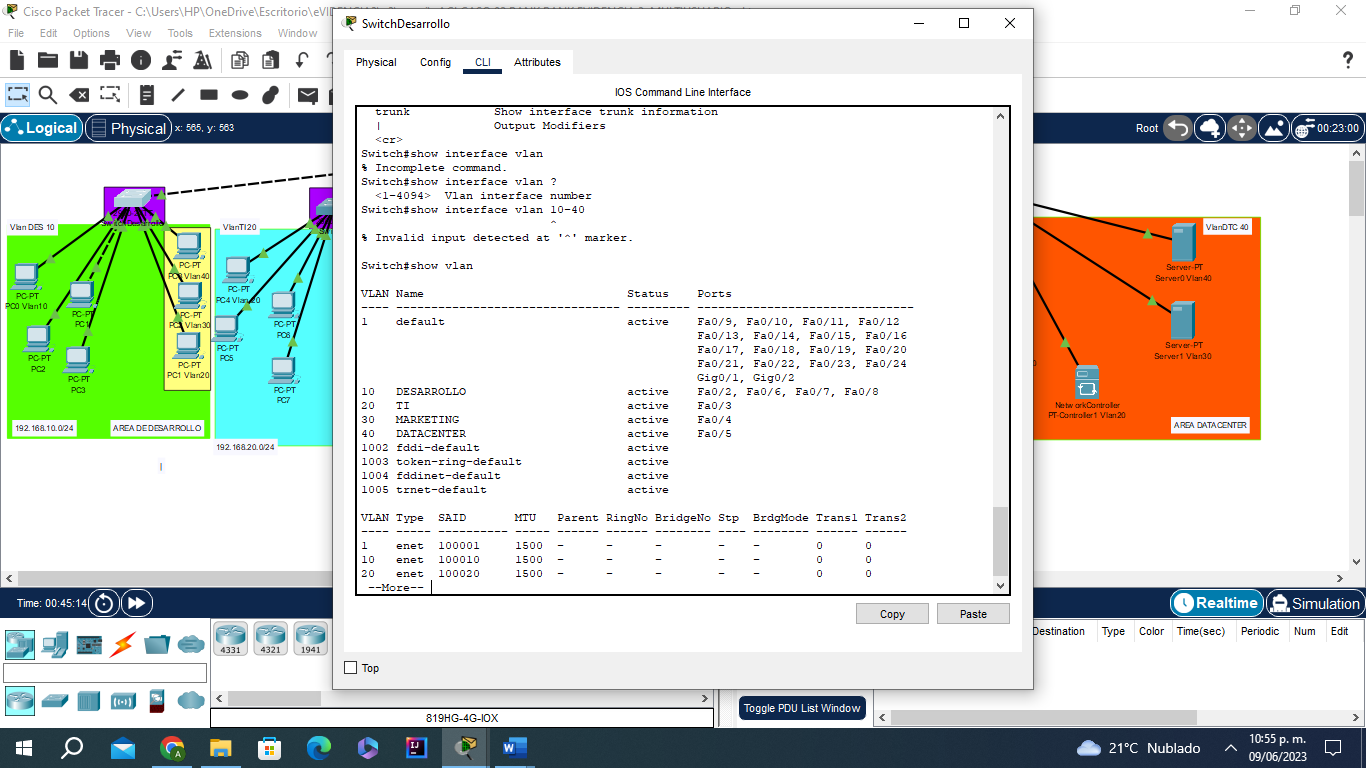 Cisco Packet Tracer - C:\Users\HP\OneDrive\Escritorio\eVIDENCIA
SwitchDesarrollo
File Edit Options View Tools Extensions Window
Physical Config CLI Attributes
IOS Command Line Interface
Logical Physical x: 565, y: 563
Root 00:23:00
trunk Show interface trunk information
| Output Modifiers
<cr>
Switch#show interface vlan
% Incomplete command.
Switch#show interface vlan ?
<1-4094> Vlan interface number
Switch#show interface vlan 10-40
^
% Invalid input detected at '^' marker.
Switch#show vlan
VLAN Name Status Ports
---- -------------------------------- --------- -------------------------------
1 default active Fa0/9, Fa0/10, Fa0/11, Fa0/12
Fa0/13, Fa0/14, Fa0/15, Fa0/16
Fa0/17, Fa0/18, Fa0/19, Fa0/20
Fa0/21, Fa0/22, Fa0/23, Fa0/24
Gig0/1, Gig0/2
10 DESARROLLO active Fa0/2, Fa0/6, Fa0/7, Fa0/8
20 TI active Fa0/3
30 MARKETING active Fa0/4
40 DATACENTER active Fa0/5
1002 fddi-default active
1003 token-ring-default active
1004 fddinet-default active
1005 trnet-default active
VLAN Type SAID MTU Parent RingNo BridgeNo Stp BrdgMode Trans1 Trans2
---- ----- ---------- ----- ------ ------ -------- ---- -------- ------ ------
1 enet 100001 1500 - - - - - 0 0
10 enet 100010 1500 - - - - - 0 0
20 enet 100020 1500 - - - - - 0 0
--More--
Copy Paste
Top
Vlan DES 10
PC-PT
PC0 Vlan10
PC-PT
PC-PT
PC2
PC-PT
PC3
PC-PT
Vlan40
PC-PT
Vlan30
PC-PT
PC1 Vlan20
192.168.10.0/24
AREA DE DESARROLLO
VlanTI20
PC-PT
PC4 Vlan 20
PC-PT
PC6
PC-PT
PC5
PC-PT
PC7
192.168.20.0/24
VlanDTC 40
Server-PT
Server0 Vlan40
Server-PT
Server1 Vlan30
NetworkController
PT-Controller1 Vlan20
AREA DATACENTER
Time: 00:45:14
Realtime Simulation
4331 4321 1941
819HG-4G-IOX
Destination Type Color Time(sec) Periodic Num Edit
Toggle PDU List Window
21°C Nublado
10:55 p. m.
09/06/2023